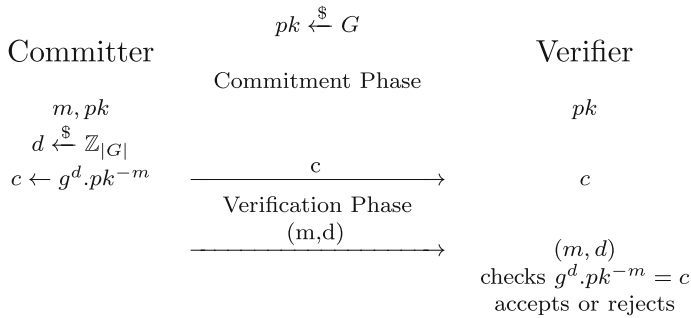 pk $← G
Committer Verifier
Commitment Phase
m, pk pk
d $← ℤ|G|
c ← g^d.pk^{−m} c c
Verification Phase
(m,d) (m, d)
checks g^d.pk^{−m} = c
accepts or rejects